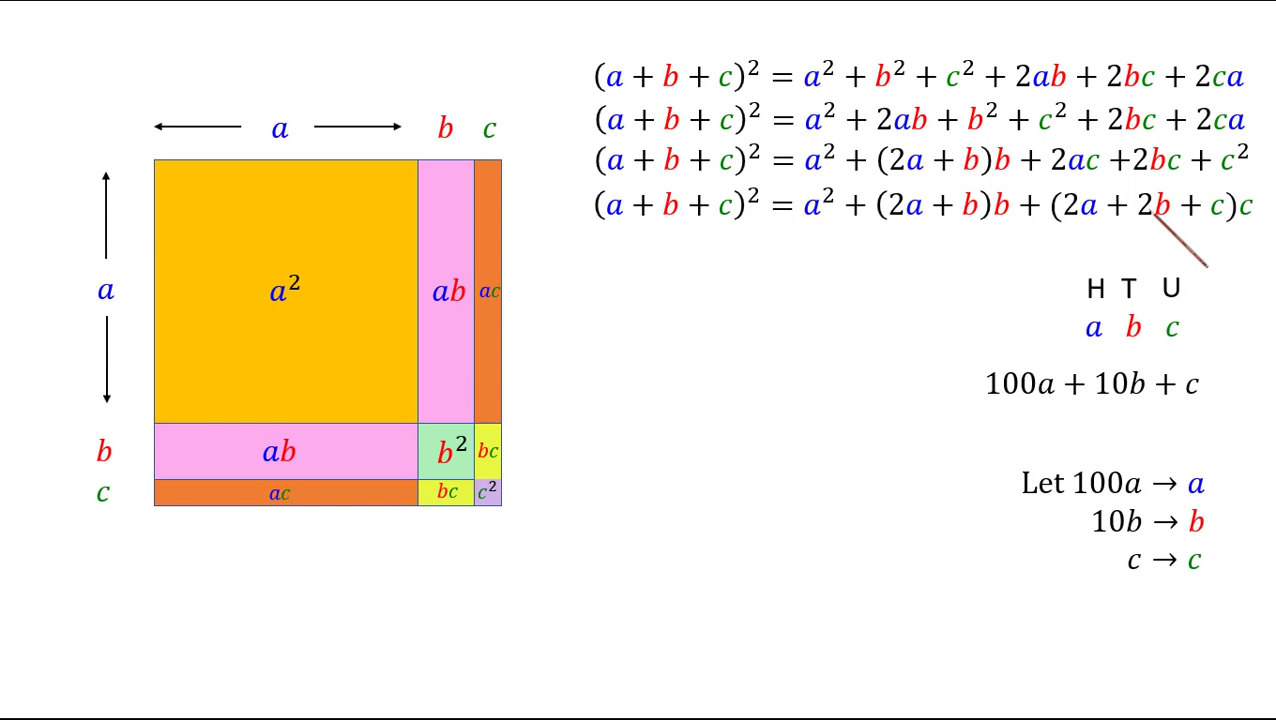 (a + b + c)² = a² + b² + c² + 2ab + 2bc + 2ca
(a + b + c)² = a² + 2ab + b² + c² + 2bc + 2ca
(a + b + c)² = a² + (2a + b)b + 2ac +2bc + c²
(a + b + c)² = a² + (2a + b)b + (2a + 2b + c)c
a b c
a a² ab ac
b ab b² bc
c ac bc c²
H T U
a b c
100a + 10b + c
Let 100a → a
10b → b
c → c